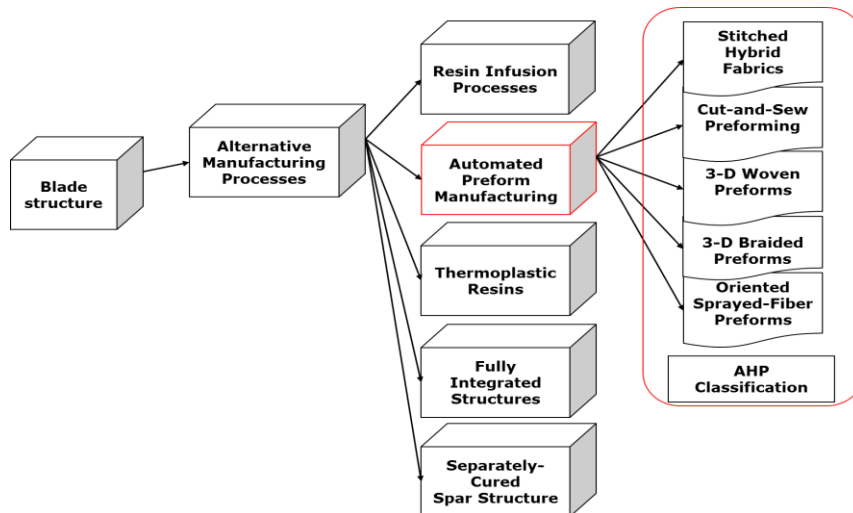 Blade
structure
Alternative
Manufacturing
Processes
Resin Infusion
Processes
Automated
Preform
Manufacturing
Thermoplastic
Resins
Fully
Integrated
Structures
Separately-
Cured
Spar Structure
Stitched
Hybrid
Fabrics
Cut-and-Sew
Preforming
3-D Woven
Preforms
3-D Braided
Preforms
Oriented
Sprayed-Fiber
Preforms
AHP
Classification